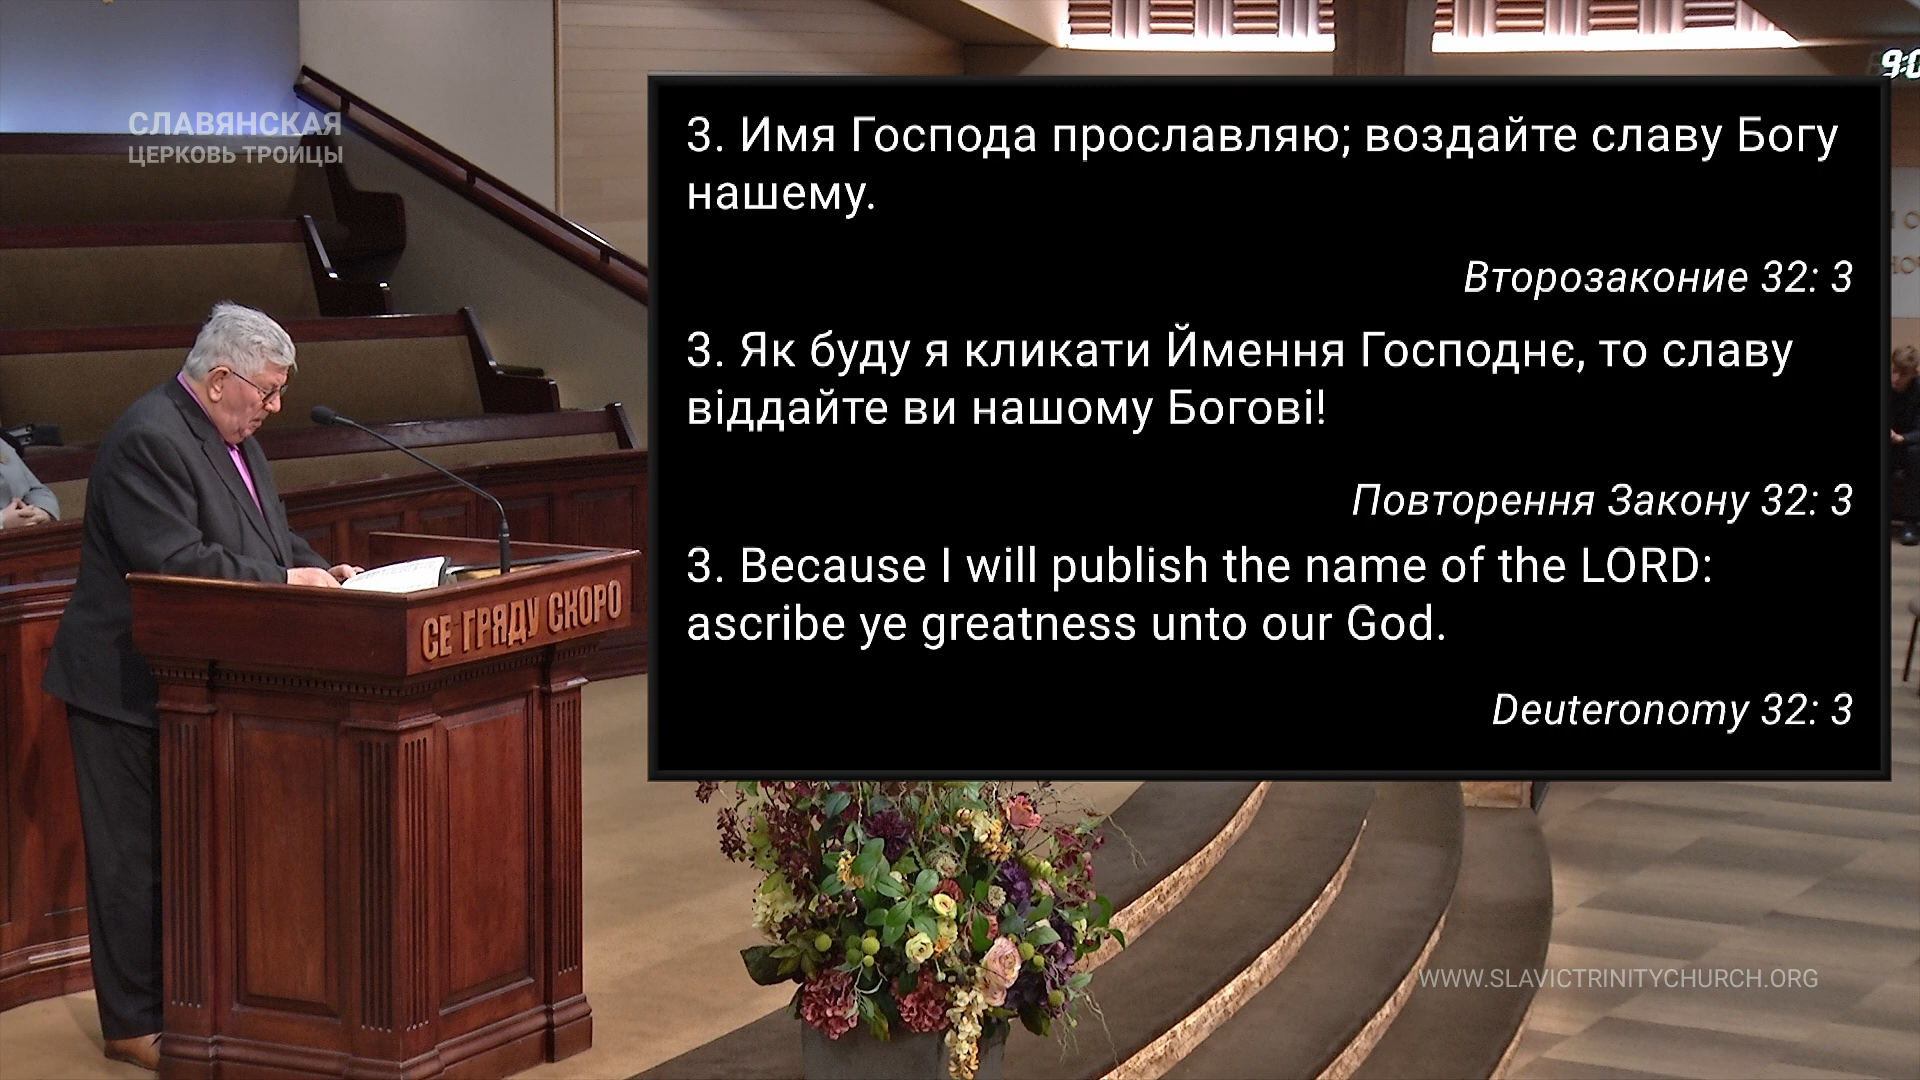 СЛАВЯНСКАЯ
ЦЕРКОВЬ ТРОИЦЫ
3. Имя Господа прославляю; воздайте славу Богу
нашему.
Второзаконие 32: 3
3. Як буду я кликати Ймення Господнє, то славу
віддайте ви нашому Богові!
Повторення Закону 32: 3
3. Because I will publish the name of the LORD:
ascribe ye greatness unto our God.
Deuteronomy 32: 3
СЕ ГРЯДУ СКОРО
WWW.SLAVICTRINITYCHURCH.ORG